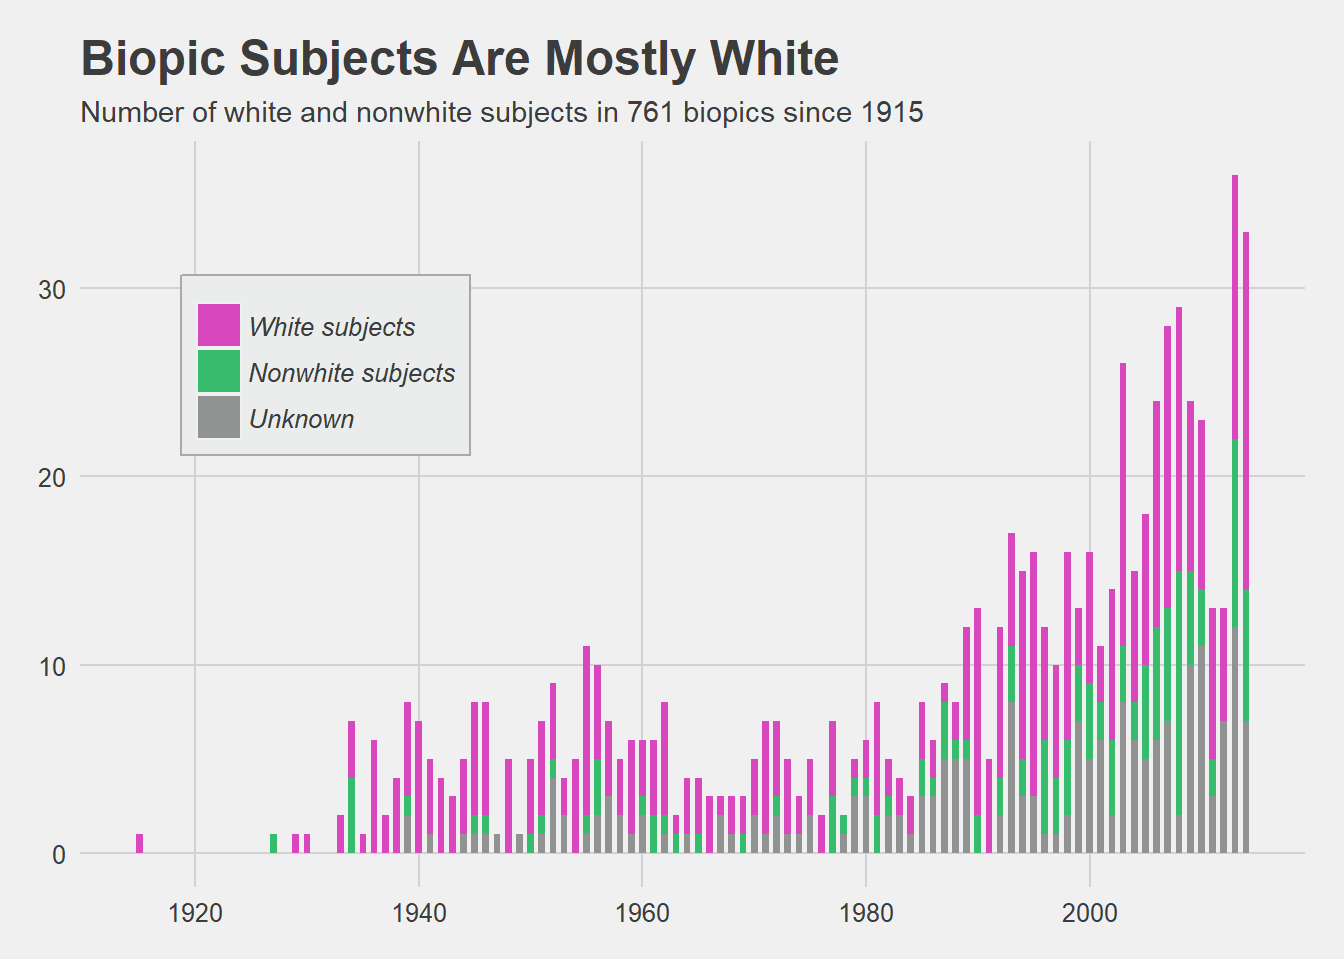 Biopic Subjects Are Mostly White
Number of white and nonwhite subjects in 761 biopics since 1915
30
20
10
0
White subjects
Nonwhite subjects
Unknown
1920 1940 1960 1980 2000